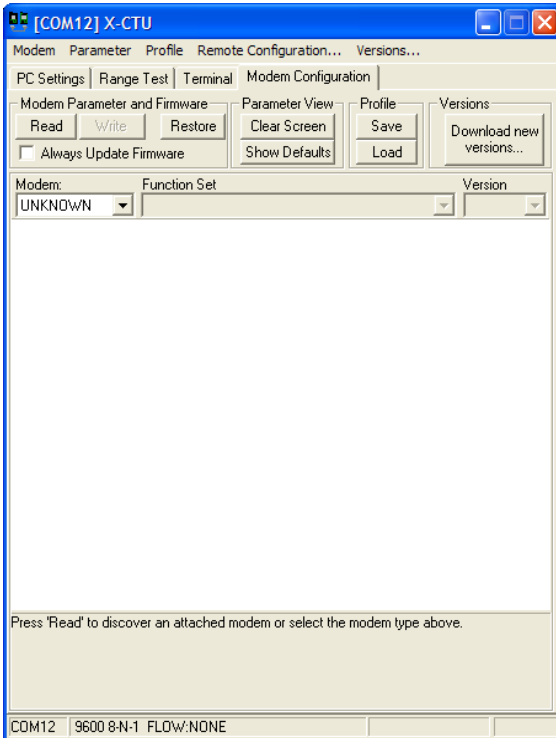 [COM12] X-CTU
Modem Parameter Profile Remote Configuration... Versions...
PC Settings Range Test Terminal Modem Configuration
Modem Parameter and Firmware Parameter View Profile Versions
Read Write Restore Clear Screen Save Download new versions...
Always Update Firmware Show Defaults Load
Modem: Function Set Version
UNKNOWN
Press 'Read' to discover an attached modem or select the modem type above.
COM12 9600 8-N-1 FLOW:NONE